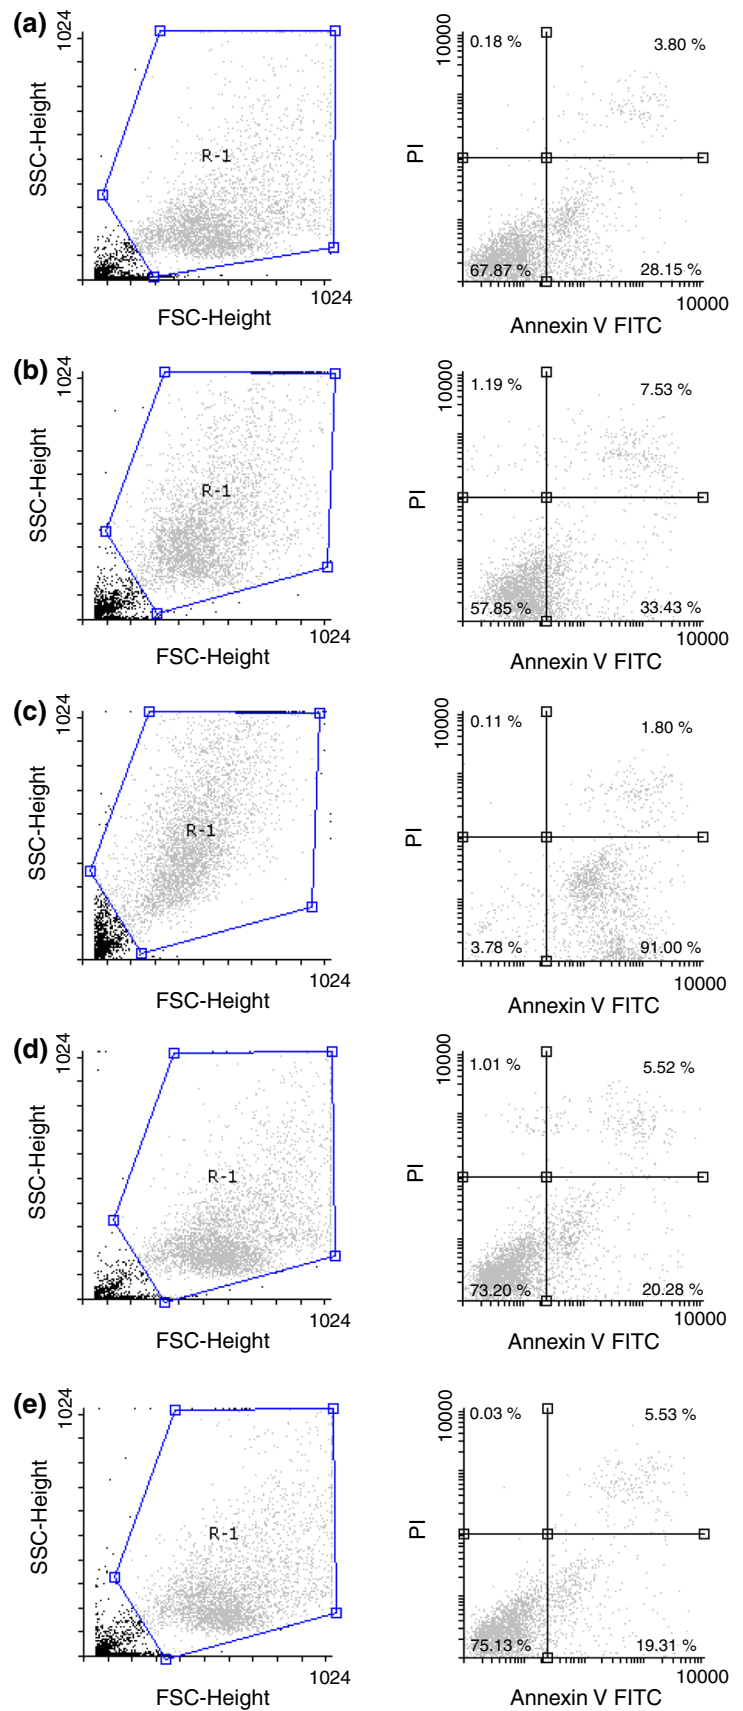 (a)
1024
SSC-Height
R-1
1024
FSC-Height
10000
PI
0.18 %
3.80 %
67.87 %
28.15 %
10000
Annexin V FITC
(b)
1024
SSC-Height
R-1
1024
FSC-Height
10000
PI
1.19 %
7.53 %
57.85 %
33.43 %
10000
Annexin V FITC
(c)
1024
SSC-Height
R-1
1024
FSC-Height
10000
PI
0.11 %
1.80 %
3.78 %
91.00 %
10000
Annexin V FITC
(d)
1024
SSC-Height
R-1
1024
FSC-Height
10000
PI
1.01 %
5.52 %
73.20 %
20.28 %
10000
Annexin V FITC
(e)
1024
SSC-Height
R-1
1024
FSC-Height
10000
PI
0.03 %
5.53 %
75.13 %
19.31 %
10000
Annexin V FITC